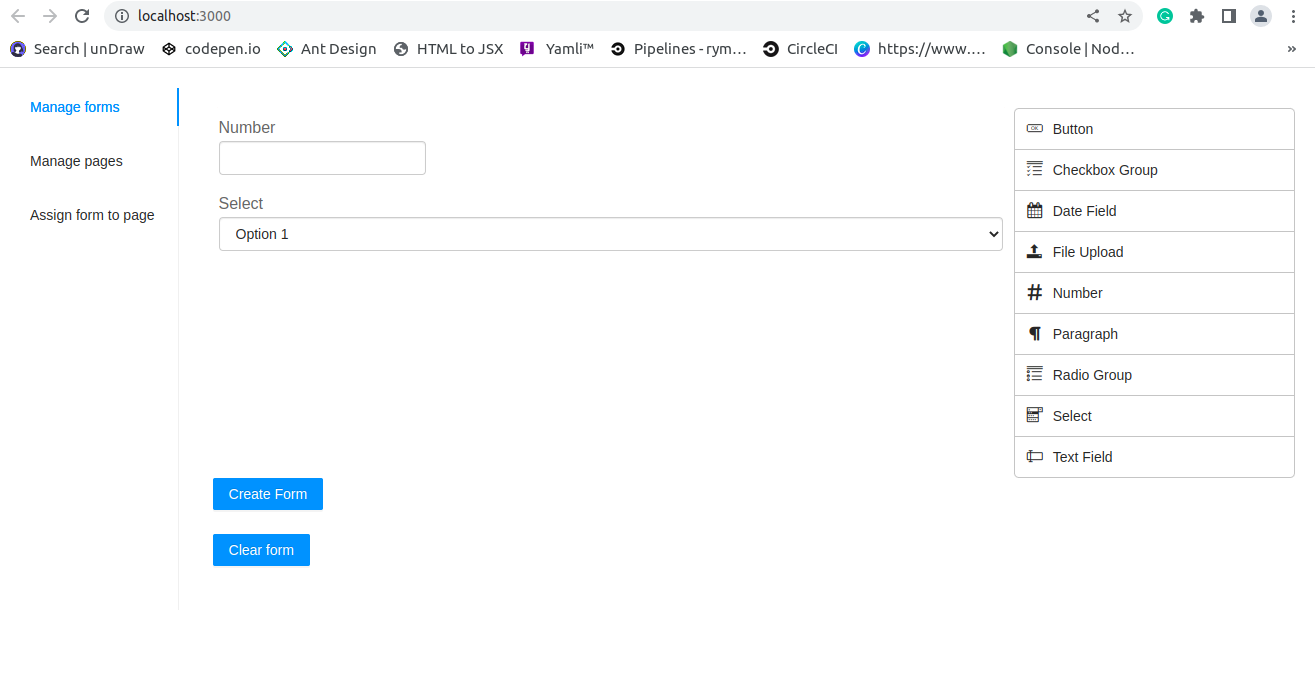 localhost:3000
Search | unDraw codepen.io Ant Design HTML to JSX Yamli™ Pipelines - rym... CircleCI https://www.... Console | Nod... »
Manage forms
Manage pages
Assign form to page
Number
Select
Option 1
Create Form
Clear form
Button
Checkbox Group
Date Field
File Upload
Number
Paragraph
Radio Group
Select
Text Field